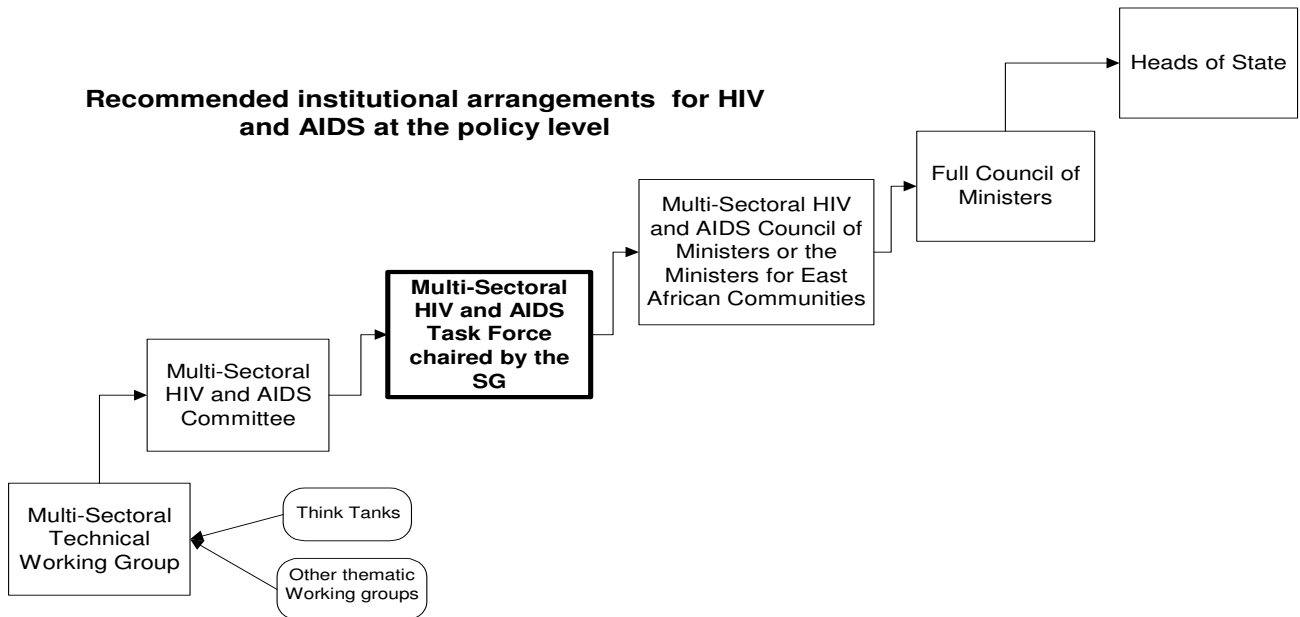 Recommended institutional arrangements for HIV
and AIDS at the policy level
Heads of State
Full Council of
Ministers
Multi-Sectoral HIV
and AIDS Council of
Ministers or the
Ministers for East
African Communities
Multi-Sectoral
HIV and AIDS
Task Force
chaired by the
SG
Multi-Sectoral
HIV and AIDS
Committee
Multi-Sectoral
Technical
Working Group
Think Tanks
Other thematic
Working groups